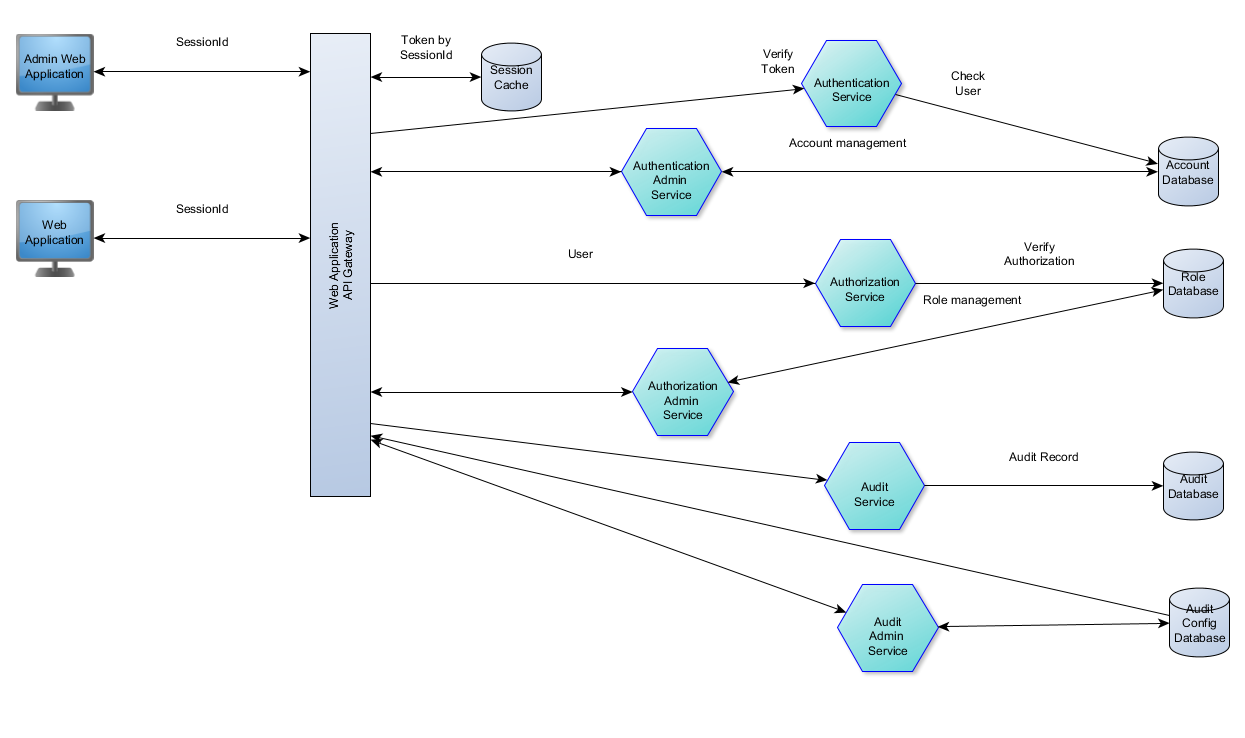 SessionId
Admin Web
Application
Token by
SessionId
Session
Cache
Verify
Token
Authentication
Service
Check
User
Account management
Authentication
Admin
Service
Account
Database
SessionId
Web
Application
Web Application
API Gateway
User
Authorization
Service
Verify
Authorization
Role
Database
Role management
Authorization
Admin
Service
Audit
Service
Audit Record
Audit
Database
Audit
Admin
Service
Audit
Config
Database